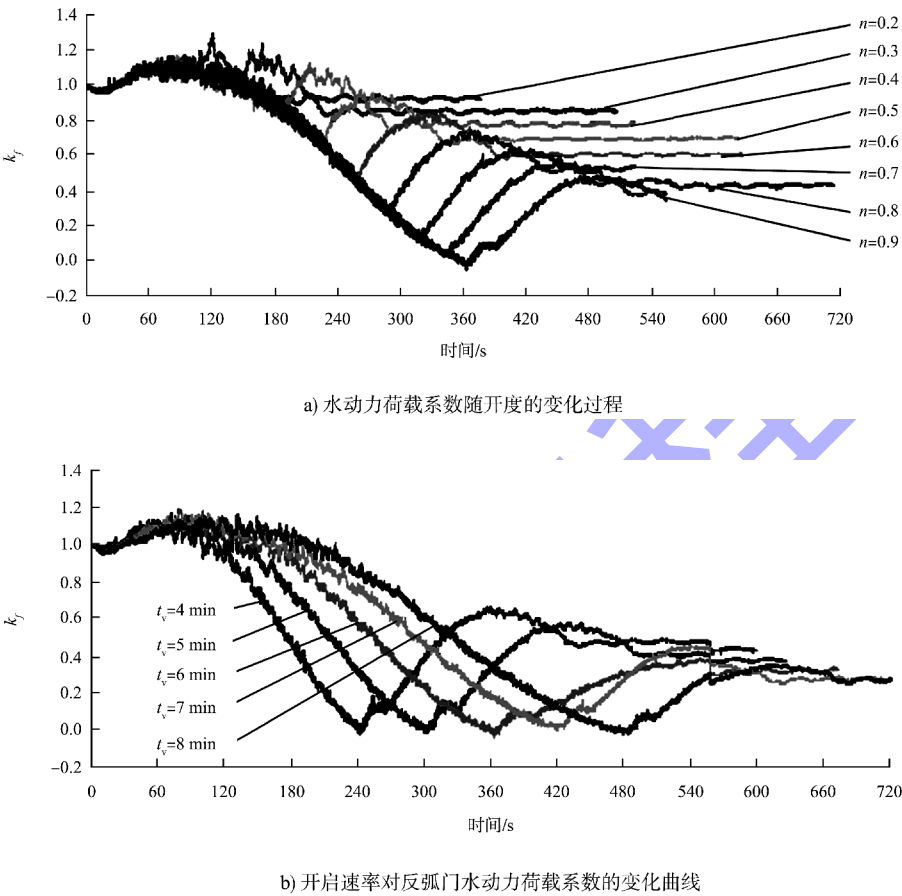 1.4
1.2
1.0
0.8
0.6
0.4
0.2
0.0
−0.2
k_f
n=0.2
n=0.3
n=0.4
n=0.5
n=0.6
n=0.7
n=0.8
n=0.9
0 60 120 180 240 300 360 420 480 540 600 660 720
时间/s
a) 水动力荷载系数随开度的变化过程
1.4
1.2
1.0
0.8
0.6
0.4
0.2
0.0
−0.2
k_f
t_v=4 min
t_v=5 min
t_v=6 min
t_v=7 min
t_v=8 min
0 60 120 180 240 300 360 420 480 540 600 660 720
时间/s
b) 开启速率对反弧门水动力荷载系数的变化曲线